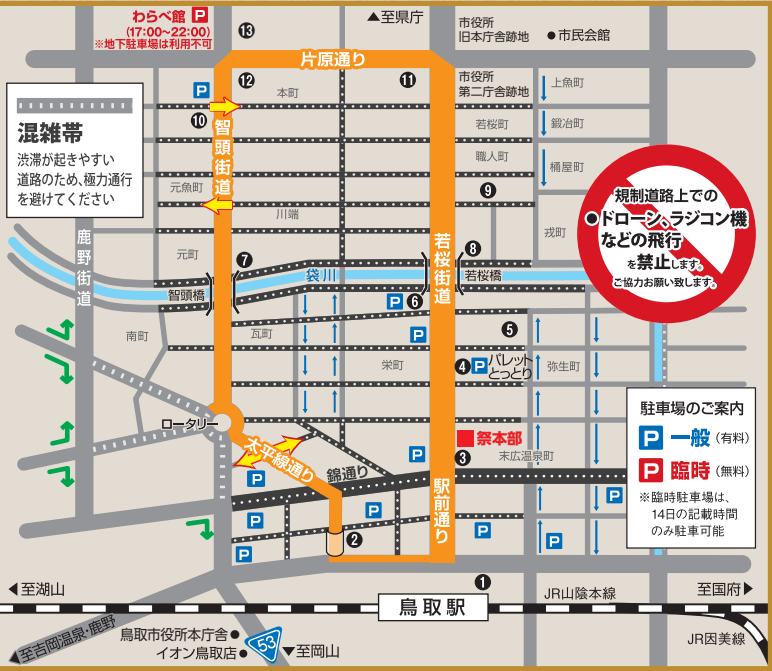 わらべ館 P
(17:00〜22:00)
※地下駐車場は利用不可
⑬
▲至県庁
市役所
旧本庁舎跡地
●市民会館
片原通り
P
⑫
本町
⑪
市役所
第二庁舎跡地
上魚町
混雑帯
渋滞が起きやすい
道路のため、極力通行
を避けてください
⑩
智頭街道
若桜町
鍛冶町
職人町
桶屋町
元魚町
⑨
川端
戎町
規制道路上での
●ドローン、ラジコン機
などの飛行
を禁止します。
ご協力お願い致します。
鹿野街道
元町
⑦
若桜街道
⑧
袋川
若桜橋
智頭橋
P
⑥
南町
瓦町
P
⑤
栄町
④
P
パレット
とっとり
弥生町
駐車場のご案内
P 一般(有料)
P 臨時(無料)
※臨時駐車場は、
14日の記載時間
のみ駐車可能
ロータリー
太平線通り
祭本部
P
③
末広温泉町
錦通り
P
駅前通り
P
P
P
P
②
P
P
①
◀至湖山
至国府▶
JR山陰本線
鳥取駅
◀至吉岡温泉・鹿野
鳥取市役所本庁舎●
イオン鳥取店●
53
▼至岡山
JR因美線